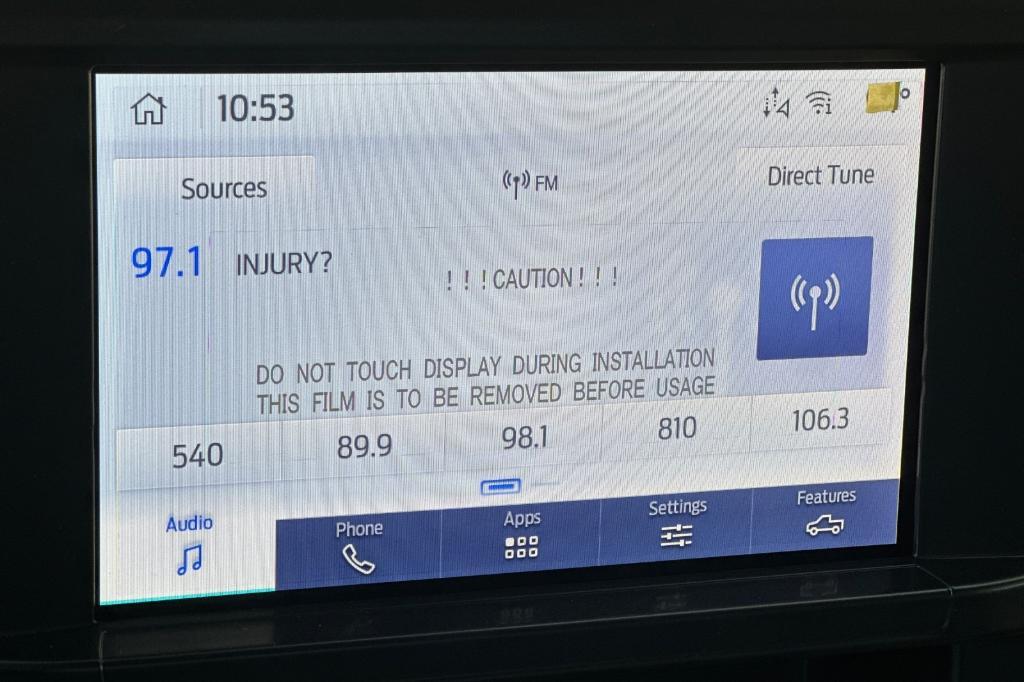 10:53
Sources
FM
Direct Tune
97.1
INJURY?
! ! ! CAUTION ! ! !
DO NOT TOUCH DISPLAY DURING INSTALLATION
THIS FILM IS TO BE REMOVED BEFORE USAGE
540
89.9
98.1
810
106.3
Audio
Phone
Apps
Settings
Features